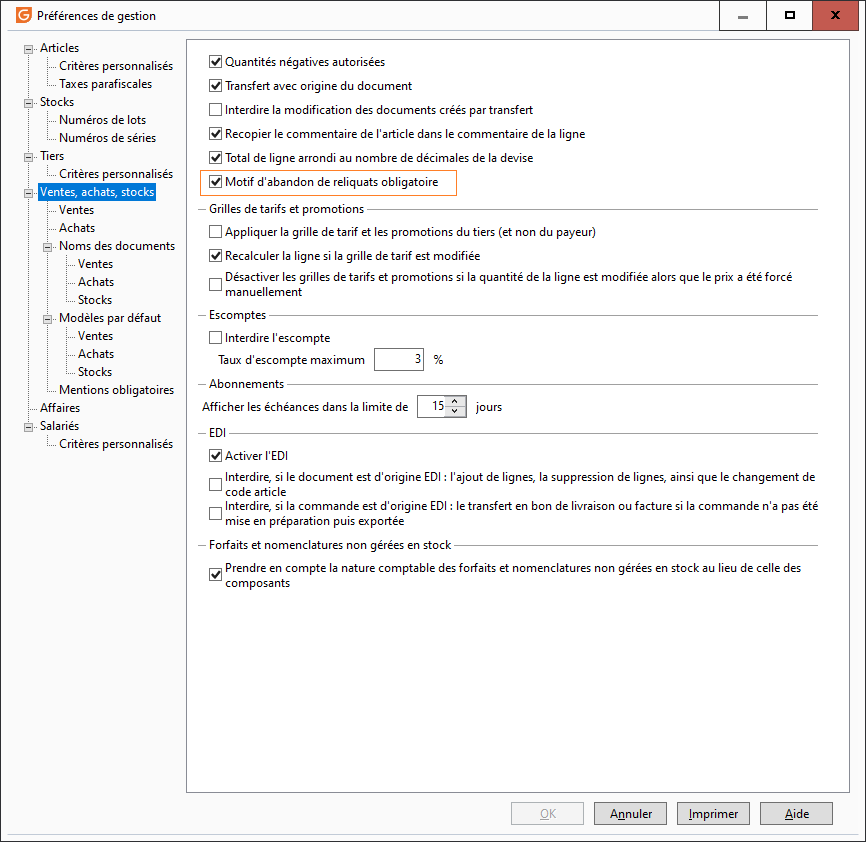 Préférences de gestion
Articles
Critères personnalisés
Taxes parafiscales
Stocks
Numéros de lots
Numéros de séries
Tiers
Critères personnalisés
Ventes, achats, stocks
Ventes
Achats
Noms des documents
Ventes
Achats
Stocks
Modèles par défaut
Ventes
Achats
Stocks
Mentions obligatoires
Affaires
Salariés
Critères personnalisés
Quantités négatives autorisées
Transfert avec origine du document
Interdire la modification des documents créés par transfert
Recopier le commentaire de l'article dans le commentaire de la ligne
Total de ligne arrondi au nombre de décimales de la devise
Motif d'abandon de reliquats obligatoire
Grilles de tarifs et promotions
Appliquer la grille de tarif et les promotions du tiers (et non du payeur)
Recalculer la ligne si la grille de tarif est modifiée
Désactiver les grilles de tarifs et promotions si la quantité de la ligne est modifiée alors que le prix a été forcé
manuellement
Escomptes
Interdire l'escompte
Taux d'escompte maximum 3 %
Abonnements
Afficher les échéances dans la limite de 15 jours
EDI
Activer l'EDI
Interdire, si le document est d'origine EDI : l'ajout de lignes, la suppression de lignes, ainsi que le changement de
code article
Interdire, si la commande est d'origine EDI : le transfert en bon de livraison ou facture si la commande n'a pas été
mise en préparation puis exportée
Forfaits et nomenclatures non gérées en stock
Prendre en compte la nature comptable des forfaits et nomenclatures non gérées en stock au lieu de celle des
composants
OK
Annuler
Imprimer
Aide